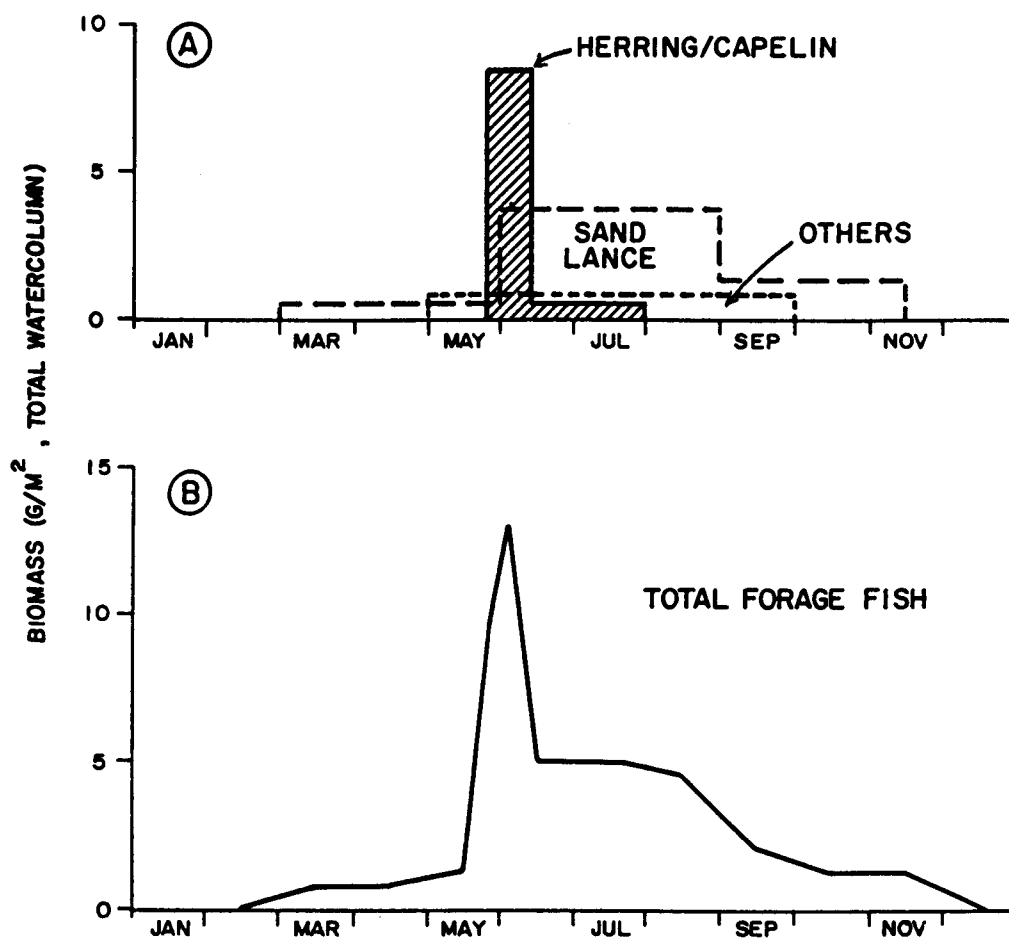 BIOMASS (G/M², TOTAL WATERCOLUMN)
A
HERRING/CAPELIN
SAND
LANCE
OTHERS
10
5
0
JAN MAR MAY JUL SEP NOV
B
TOTAL FORAGE FISH
15
10
5
0
JAN MAR MAY JUL SEP NOV